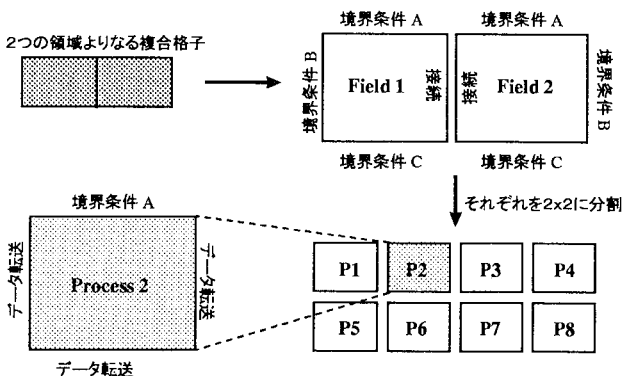 2つの領域よりなる複合格子
境界条件 A
境界条件 A
境界条件 B
Field 1
接続
接続
Field 2
境界条件 B
境界条件 C
境界条件 C
それぞれを2x2に分割
境界条件 A
データ転送
Process 2
データ転送
データ転送
P1
P2
P3
P4
P5
P6
P7
P8